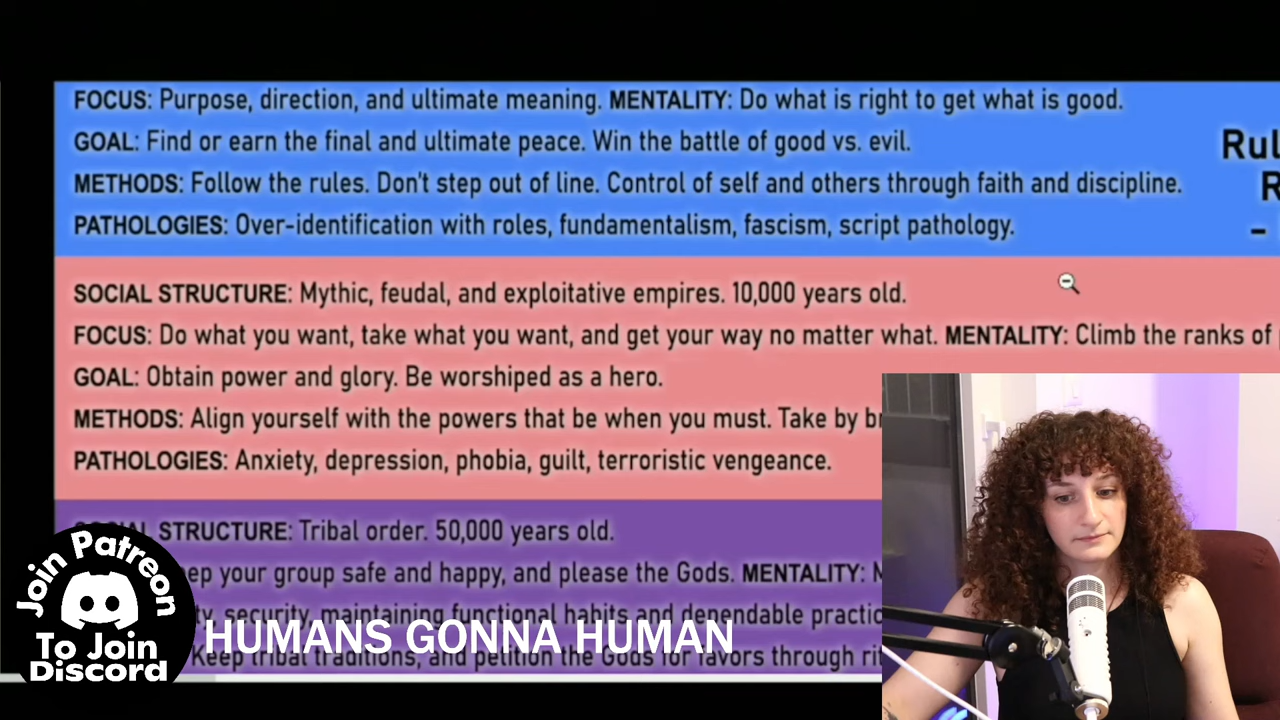 FOCUS: Purpose, direction, and ultimate meaning. MENTALITY: Do what is right to get what is good.
GOAL: Find or earn the final and ultimate peace. Win the battle of good vs. evil.
METHODS: Follow the rules. Don't step out of line. Control of self and others through faith and discipline.
PATHOLOGIES: Over-identification with roles, fundamentalism, fascism, script pathology.
SOCIAL STRUCTURE: Mythic, feudal, and exploitative empires. 10,000 years old.
FOCUS: Do what you want, take what you want, and get your way no matter what. MENTALITY: Climb the ranks of
GOAL: Obtain power and glory. Be worshiped as a hero.
METHODS: Align yourself with the powers that be when you must. Take by
PATHOLOGIES: Anxiety, depression, phobia, guilt, terroristic vengeance.
STRUCTURE: Tribal order. 50,000 years old.
your group safe and happy, and please the Gods. MENTALITY:
security, maintaining functional habits and dependable
Keep tribal traditions, and petition the Gods for favors through
Join Patreon
To Join
Discord
HUMANS GONNA HUMAN